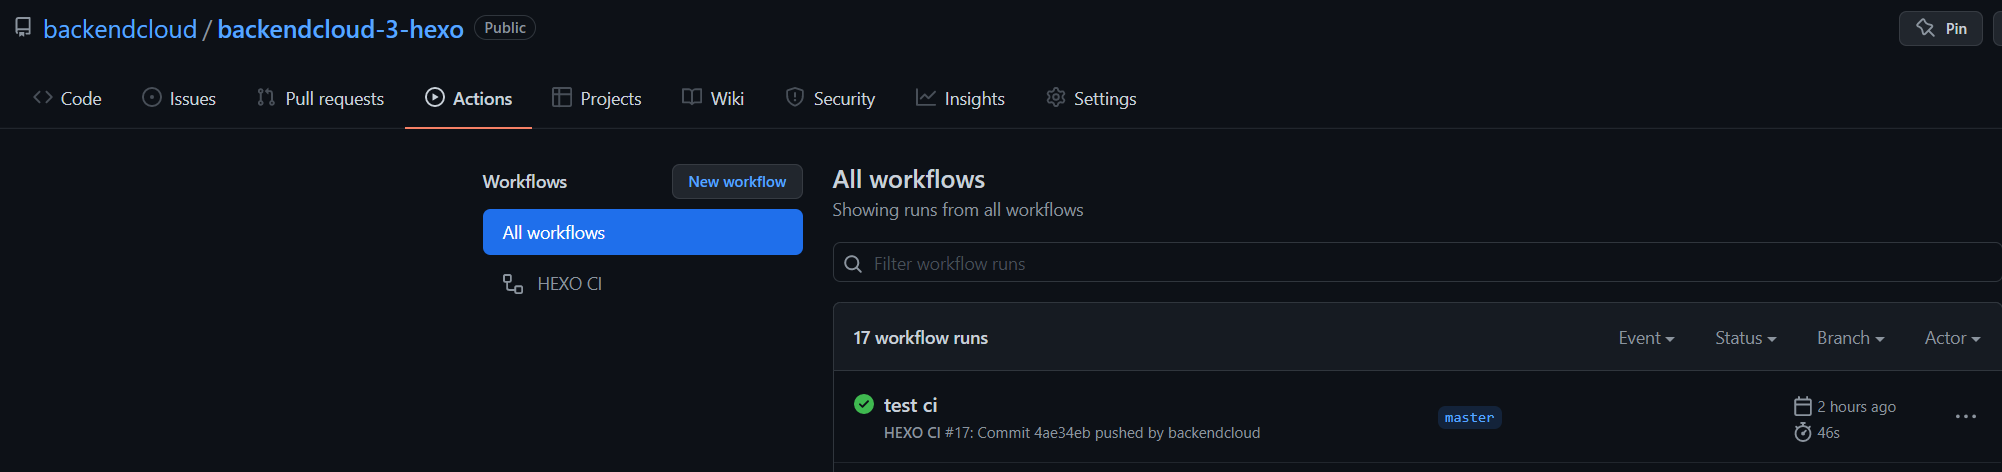 backendcloud / backendcloud-3-hexo Public
Pin
Code Issues Pull requests Actions Projects Wiki Security Insights Settings
Workflows
New workflow
All workflows
HEXO CI
All workflows
Showing runs from all workflows
Filter workflow runs
17 workflow runs
Event Status Branch Actor
test ci
HEXO CI #17: Commit 4ae34eb pushed by backendcloud
master
2 hours ago
46s